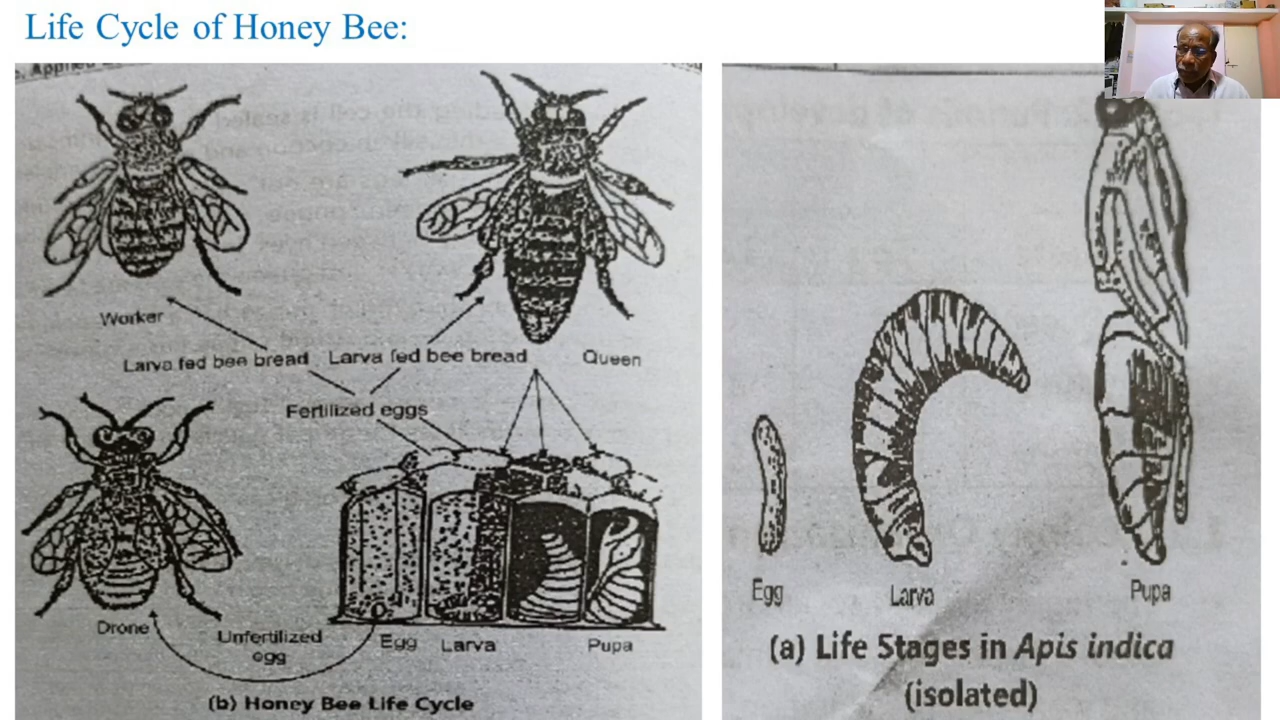 Life Cycle of Honey Bee:
Worker
Larva fed bee bread
Larva fed bee bread
Queen
Fertilized eggs
Drone
Unfertilized
egg
Egg
Larva
Pupa
(b) Honey Bee Life Cycle
Egg
Larva
Pupa
(a) Life Stages in Apis indica
(isolated)